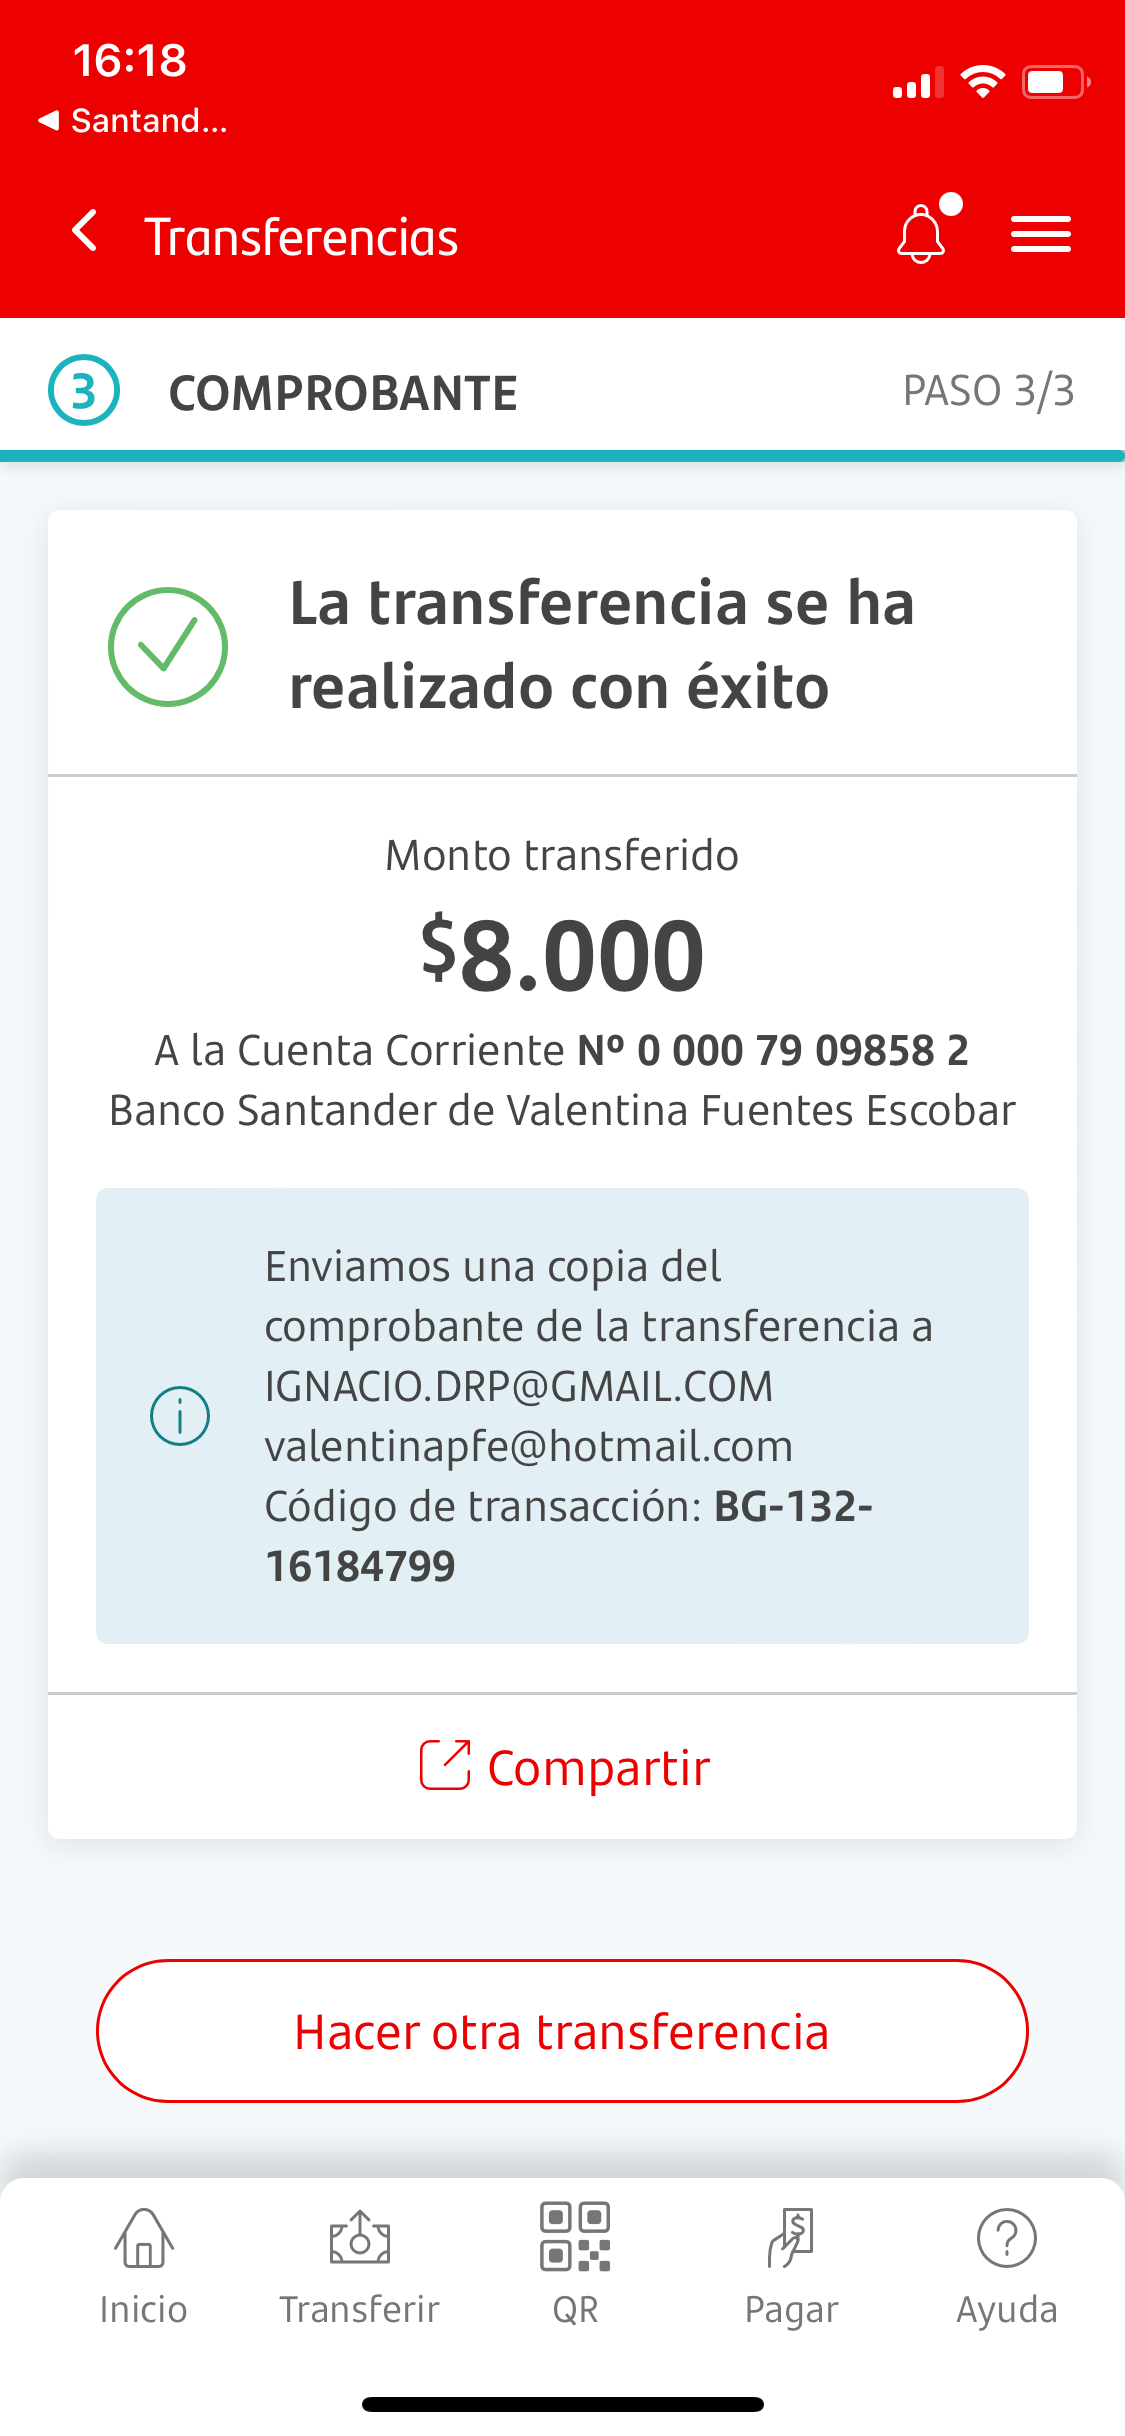 16:18
◀ Santand...
Transferencias
3 COMPROBANTE PASO 3/3
La transferencia se ha
realizado con éxito
Monto transferido
$8.000
A la Cuenta Corriente Nº 0 000 79 09858 2
Banco Santander de Valentina Fuentes Escobar
Enviamos una copia del
comprobante de la transferencia a
IGNACIO.DRP@GMAIL.COM
valentinapfe@hotmail.com
Código de transacción: BG-132-
16184799
Compartir
Hacer otra transferencia
Inicio Transferir QR Pagar Ayuda